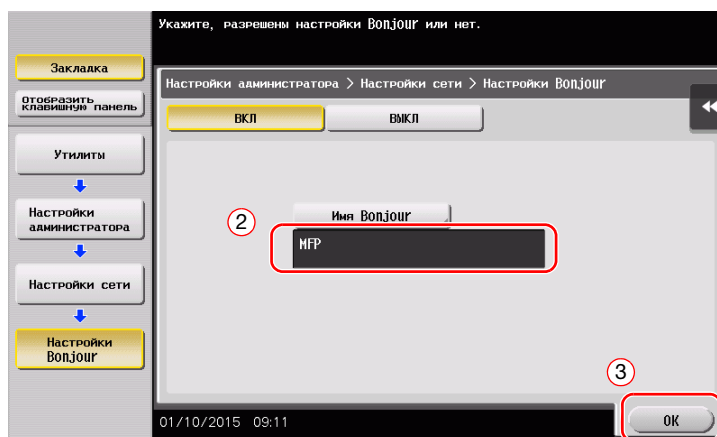 Укажите, разрешены настройки Bonjour или нет.
Закладка
Отобразить
клавишную панель
Утилиты
Настройки
администратора
Настройки сети
Настройки
Bonjour
Настройки администратора > Настройки сети > Настройки Bonjour
ВКЛ
ВЫКЛ
2
Имя Bonjour
MFP
3
01/10/2015 09:11
OK